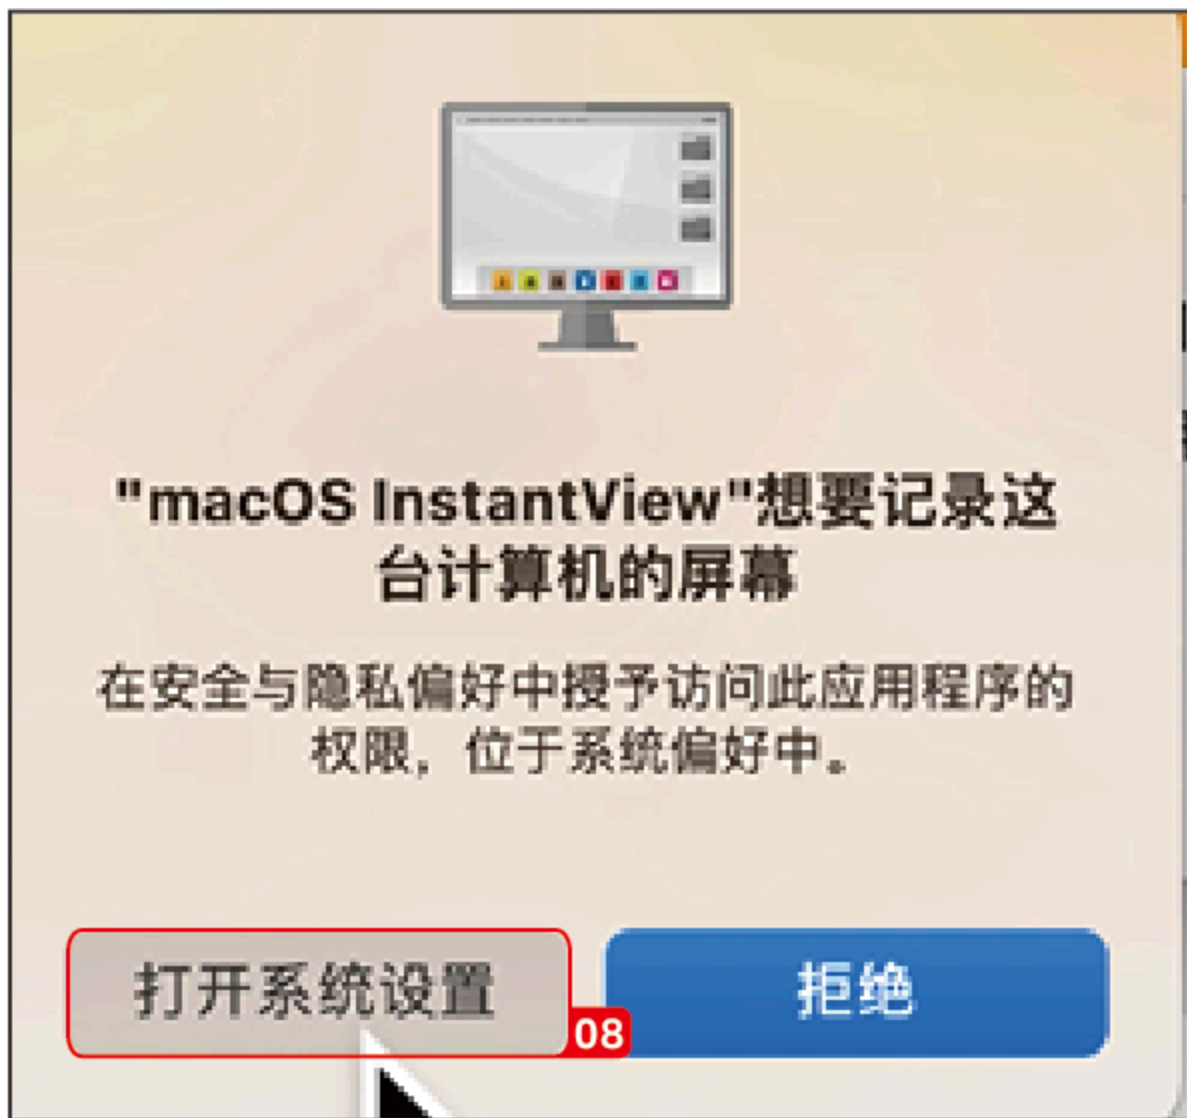 "macOS InstantView"想要记录这
台计算机的屏幕
在安全与隐私偏好中授予访问此应用程序的
权限，位于系统偏好中。
打开系统设置
08
拒绝